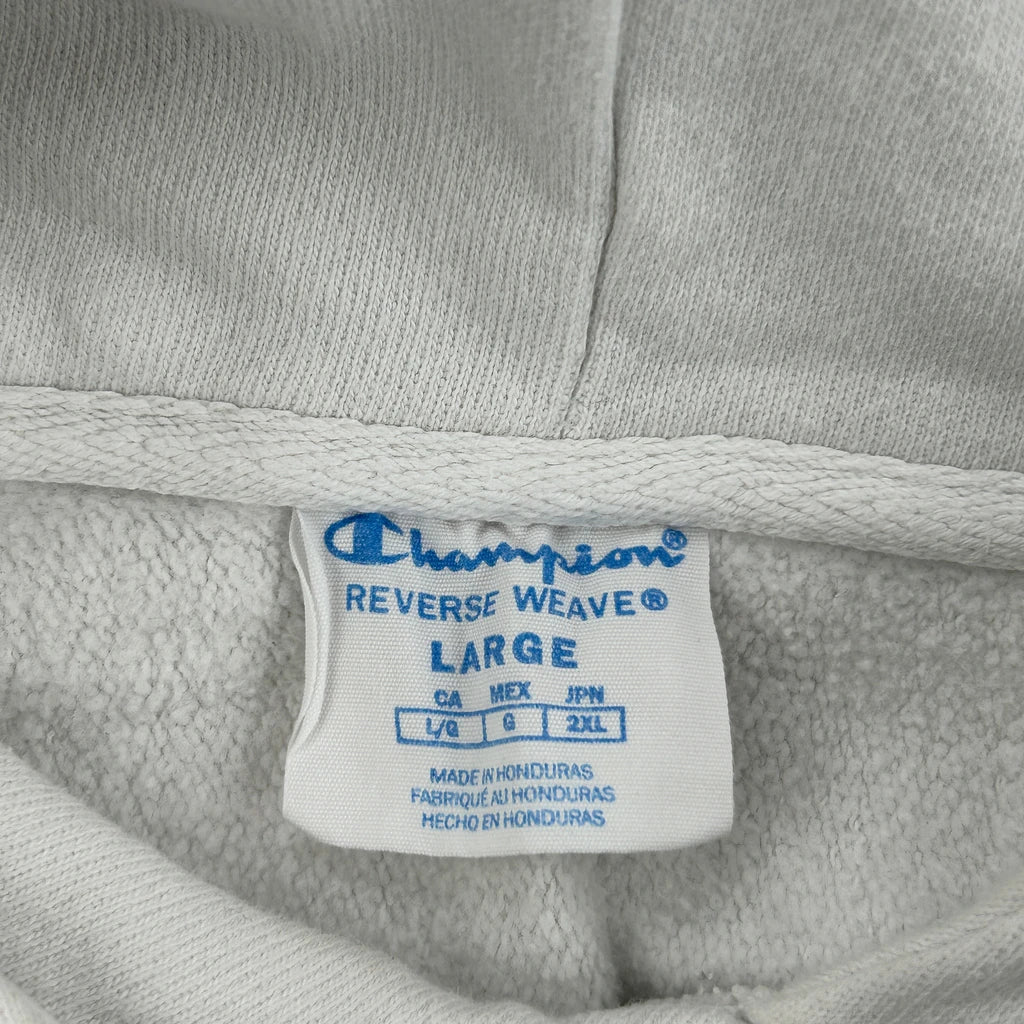 Champion®
REVERSE WEAVE®
LARGE
CA MEX JPN
L/G G 2XL
MADE IN HONDURAS
FABRIQUÉ AU HONDURAS
HECHO EN HONDURAS